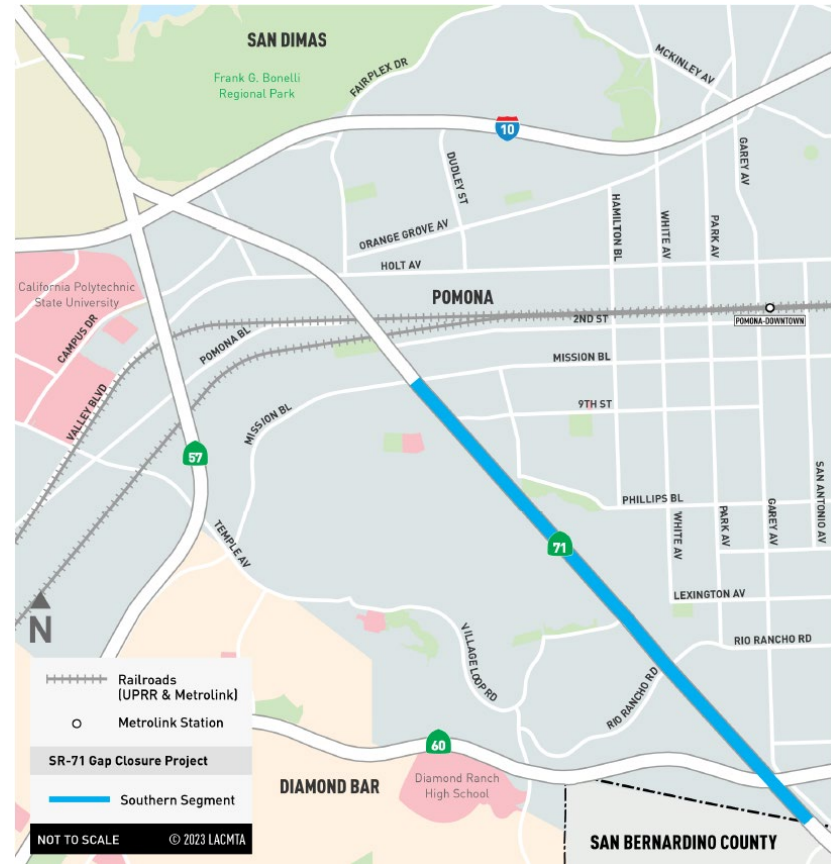 SAN DIMAS
Frank G. Bonelli
Regional Park
FAIRPLEX DR
MCKINLEY AV
10
DUDLEY ST
GAREY AV
ORANGE GROVE AV
HAMILTON BL
WHITE AV
PARK AV
HOLT AV
California Polytechnic
State University
CAMPUS DR
POMONA
POMONA-DOWNTOWN
2ND ST
POMONA BL
VALLEY BLVD
MISSION BL
MISSION BL
9TH ST
57
SAN ANTONIO AV
PHILLIPS BL
WHITE AV
PARK AV
GAREY AV
71
TEMPLE AV
LEXINGTON AV
N
VILLAGE LOOP RD
RIO RANCHO RD
RIO RANCHO RD
Railroads
(UPRR & Metrolink)
Metrolink Station
SR-71 Gap Closure Project
Southern Segment
NOT TO SCALE © 2023 LACMTA
60
DIAMOND BAR
Diamond Ranch
High School
SAN BERNARDINO COUNTY